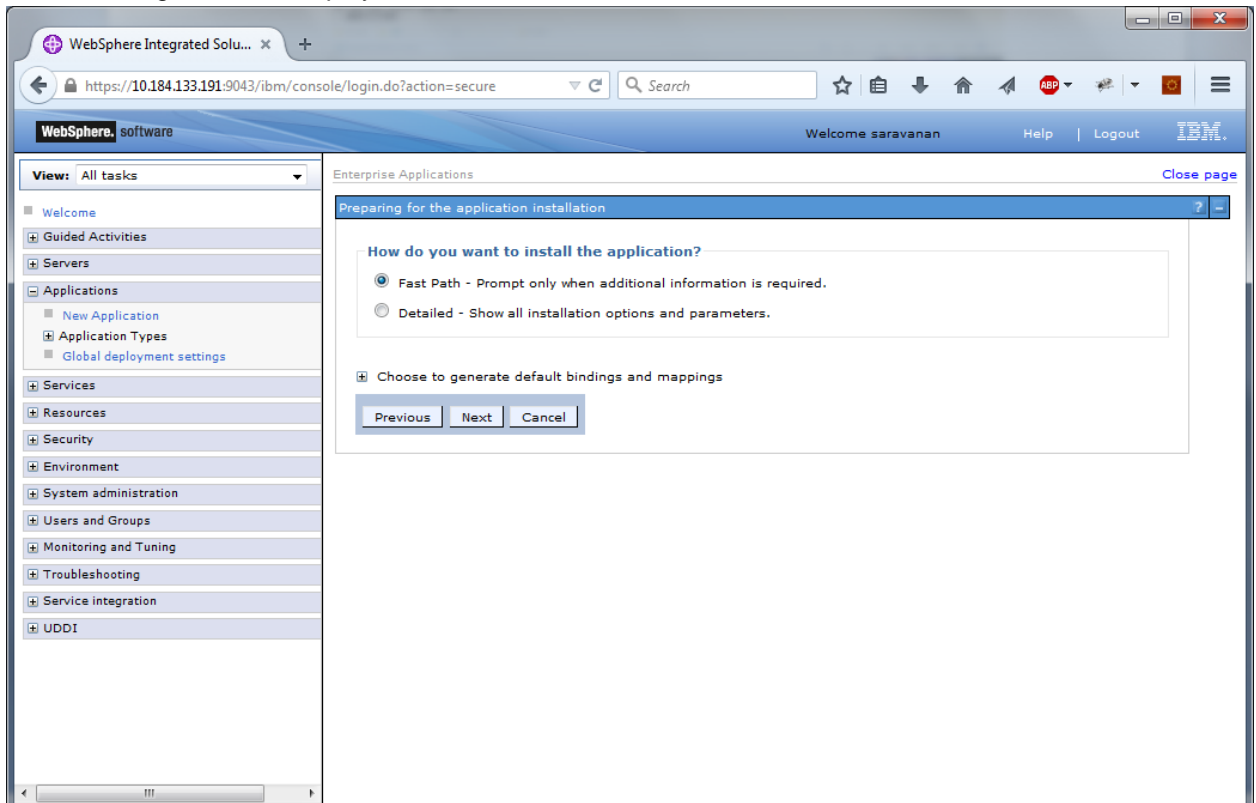 WebSphere Integrated Solu...
https://10.184.133.191:9043/ibm/console/login.do?action=secure
Search
ABP
WebSphere. software
Welcome saravanan
Help | Logout
IBM.
View: All tasks
Welcome
Guided Activities
Servers
Applications
New Application
Application Types
Global deployment settings
Services
Resources
Security
Environment
System administration
Users and Groups
Monitoring and Tuning
Troubleshooting
Service integration
UDDI
Enterprise Applications
Close page
Preparing for the application installation
? -
How do you want to install the application?
Fast Path - Prompt only when additional information is required.
Detailed - Show all installation options and parameters.
Choose to generate default bindings and mappings
Previous Next Cancel